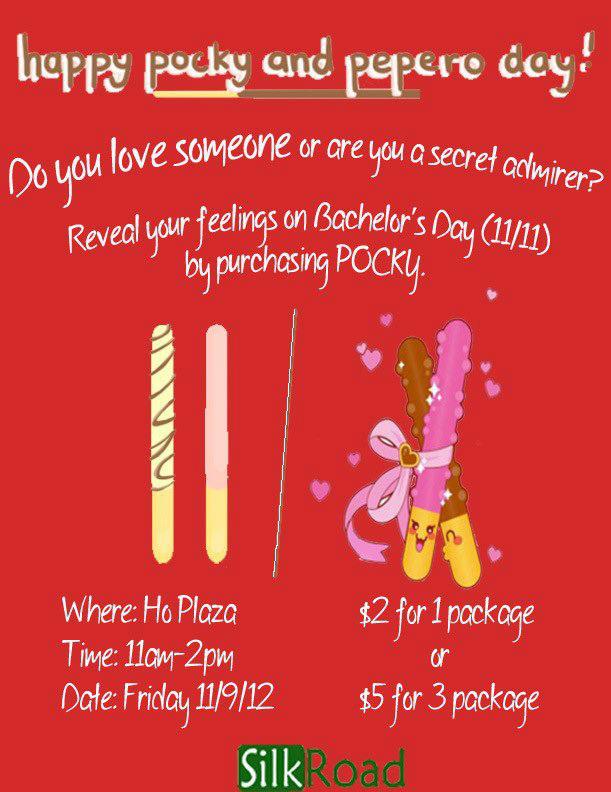 happy pocky and pepero day!
Do you love someone or are you a secret admirer?
Reveal your feelings on Bachelor's Day (11/11)
by purchasing POCKY.
Where: Ho Plaza
Time: 11am-2pm
Date: Friday 11/9/12
$2 for 1 package
or
$5 for 3 package
SilkRoad